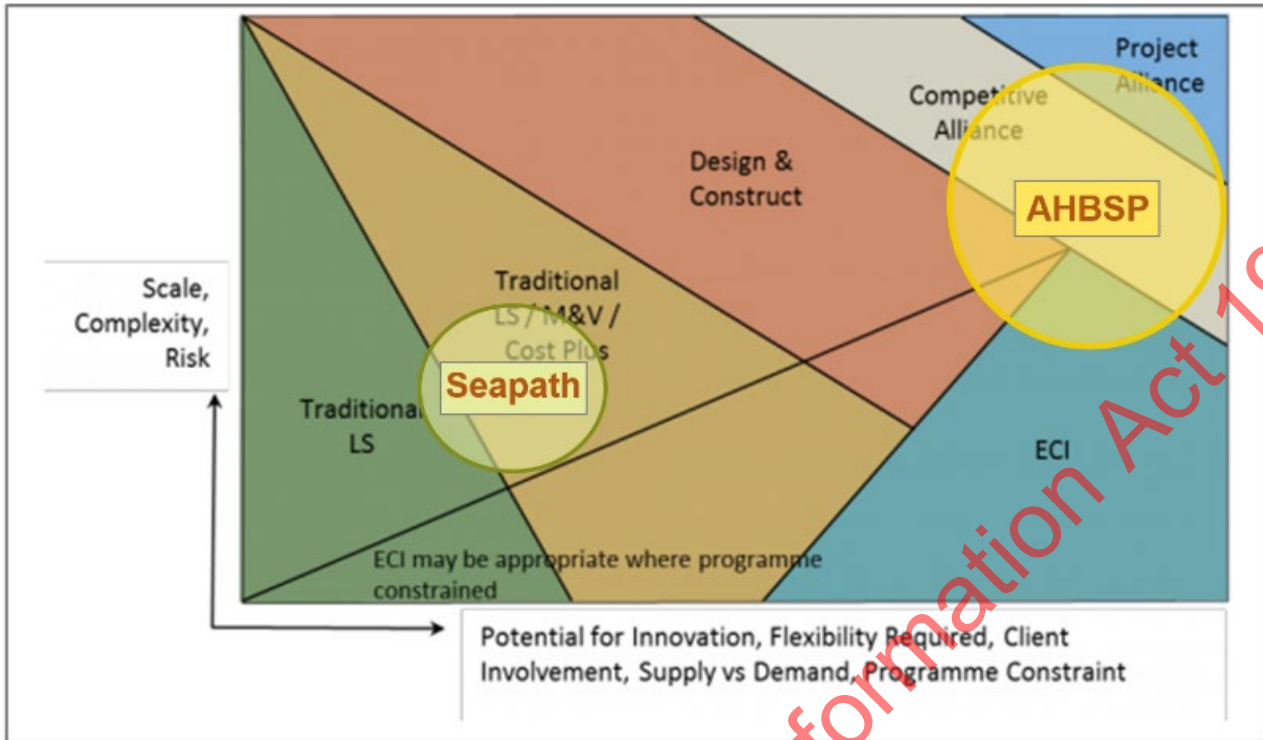 Project
Alliance
Competitive
Alliance
Design &
Construct
AHBSP
Scale,
Complexity,
Risk
Traditional
LS / M&V /
Cost Plus
Seapath
Traditional
LS
ECI
ECI may be appropriate where programme
constrained
Potential for Innovation, Flexibility Required, Client
Involvement, Supply vs Demand, Programme Constraint
formation Act 19